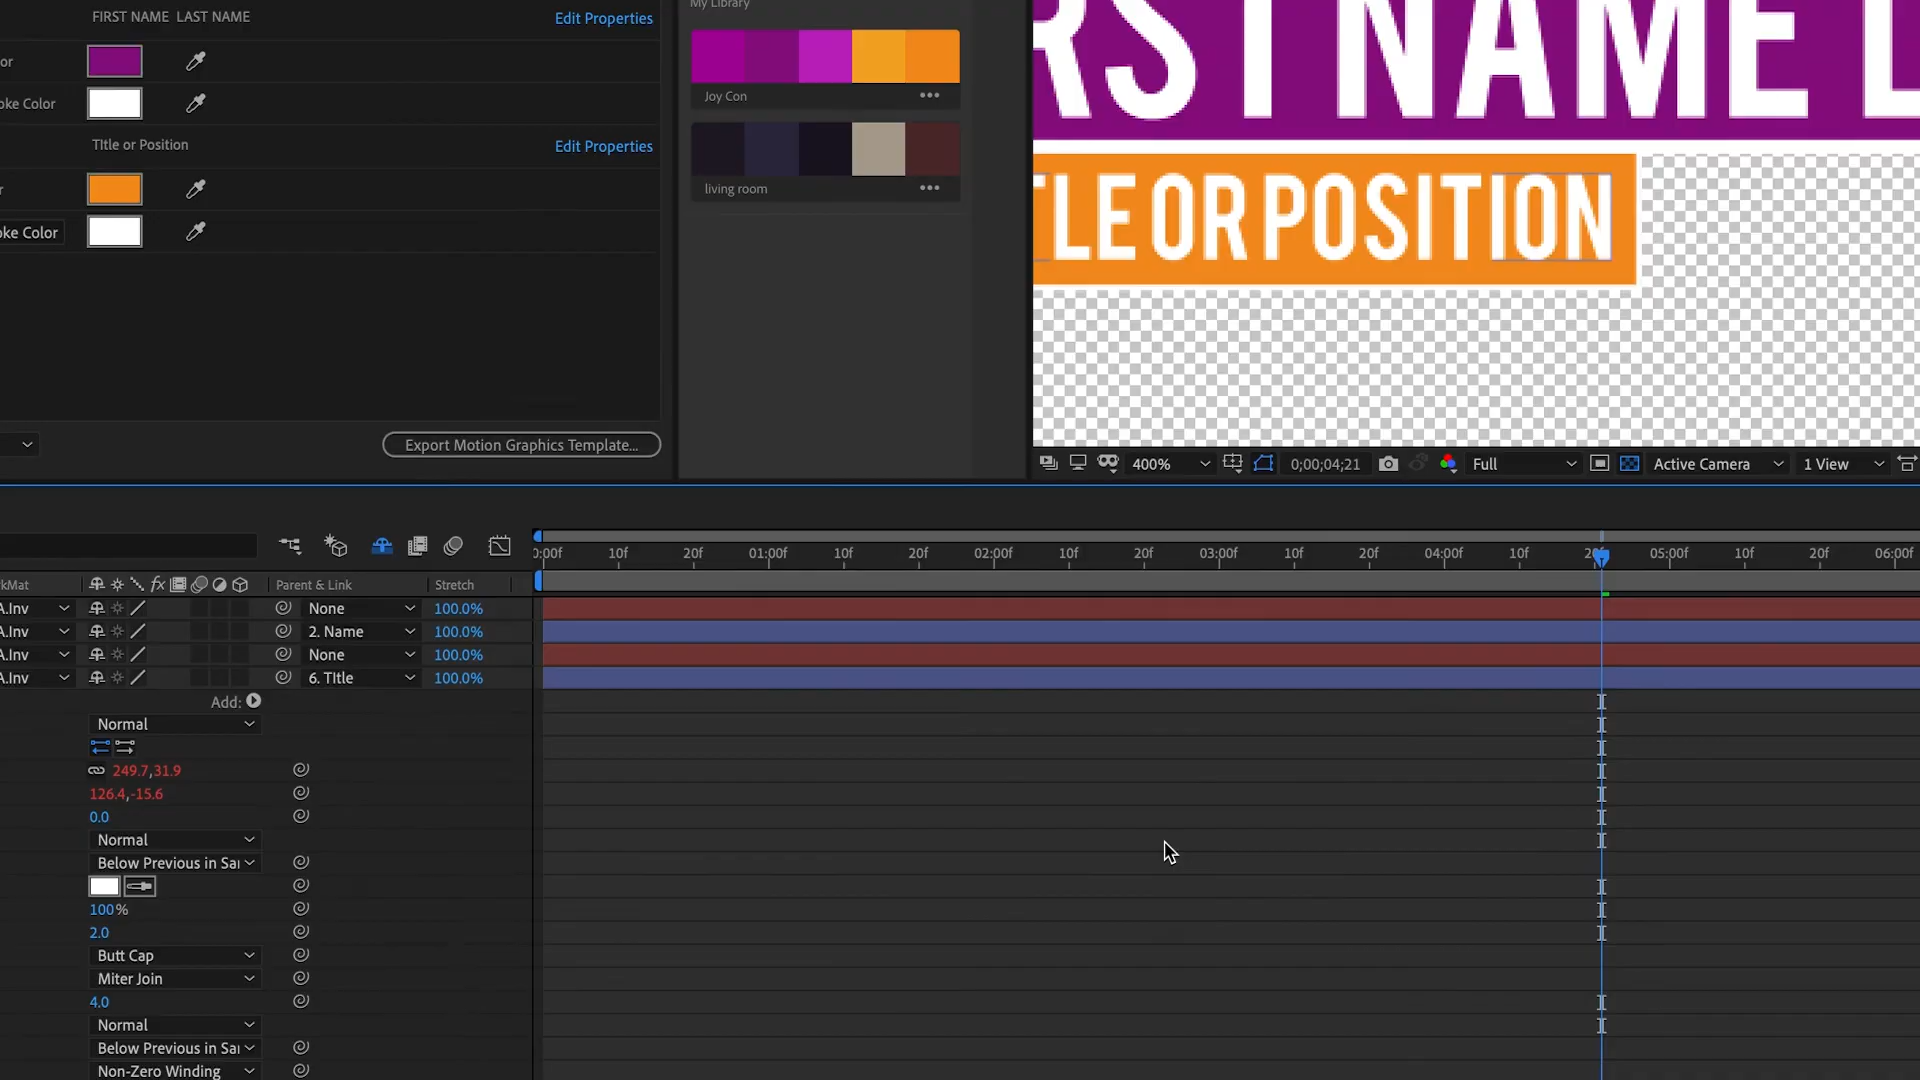 My Library
FIRST NAME LAST NAME
Edit Properties
or
oke Color
Joy Con
TItle or Position
Edit Properties
r
living room
oke Color
RST NAME L
TLE OR POSITION
Export Motion Graphics Template...
400%
0;00;04;21
Full
Active Camera
1 View
0:00f 10f 20f 01:00f 10f 20f 02:00f 10f 20f 03:00f 10f 20f 04:00f 10f 05:00f 10f 20f 06:00f
kMat
fx
Parent & Link
Stretch
A.Inv None 100.0%
A.Inv 2. Name 100.0%
A.Inv None 100.0%
A.Inv 6. TItle 100.0%
Add:
Normal
249.7,31.9
126.4,-15.6
0.0
Normal
Below Previous in Sa
100%
2.0
Butt Cap
Miter Join
4.0
Normal
Below Previous in Sa
Non-Zero Winding